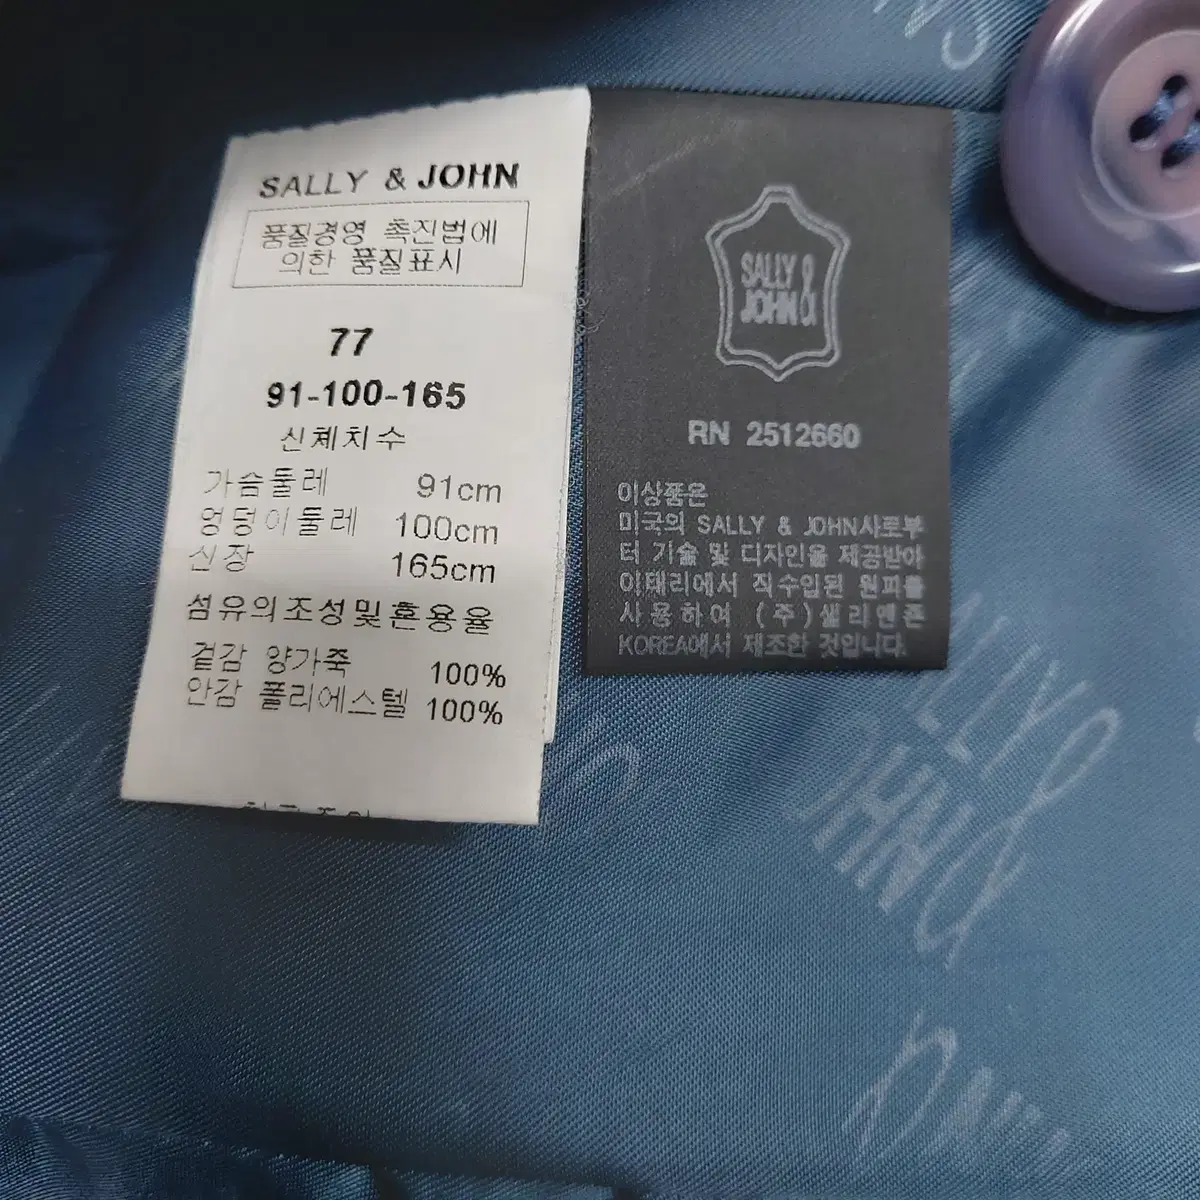 SALLY & JOHN
품질경영 촉진법에
의한 품질표시
77
91-100-165
신체치수
가슴둘레 91cm
엉덩이둘레 100cm
신장 165cm
섬유의조성및혼용율
겉감 양가죽 100%
안감 폴리에스텔 100%
SALLY &
JOHN
RN 2512660
이상품은
미국의 SALLY & JOHN사로부
터 기술 및 디자인을 제공받아
이태리에서 직수입된 원피를
사용하여 (주)샐리엔죤
KOREA에서 제조한 것입니다.
SALLY &
JOHN